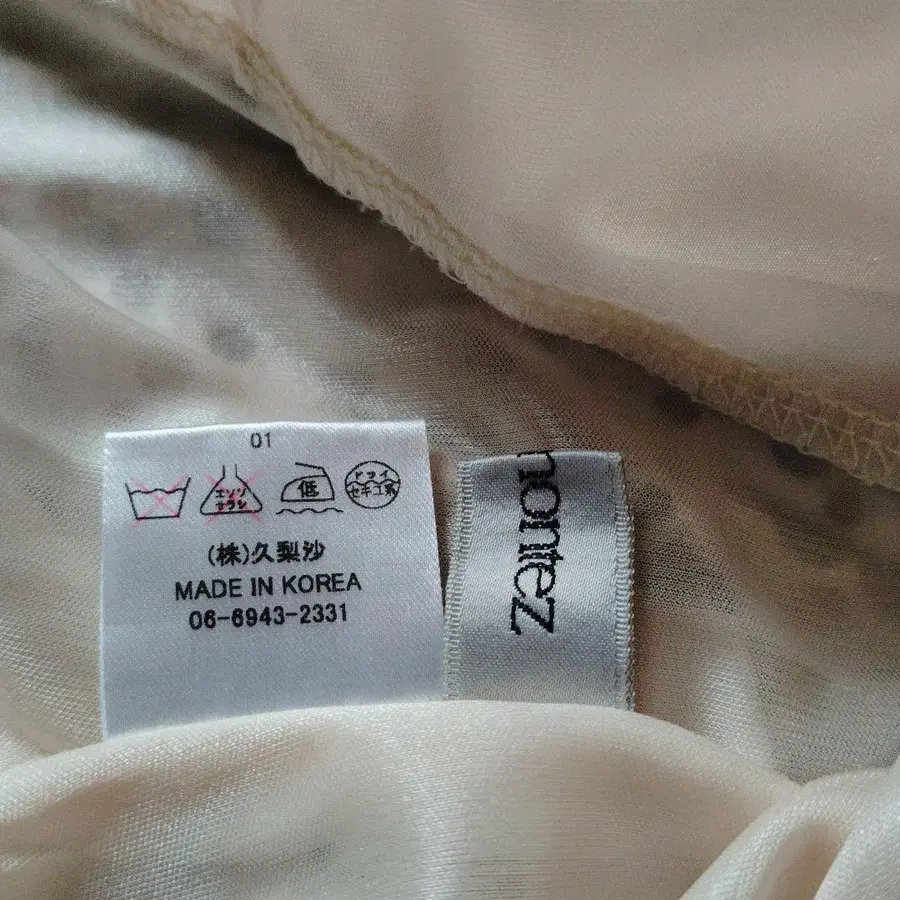 01
エンソ
サラシ
低
ドライ
セキユ系
(株)久梨沙
MADE IN KOREA
06-6943-2331
montez